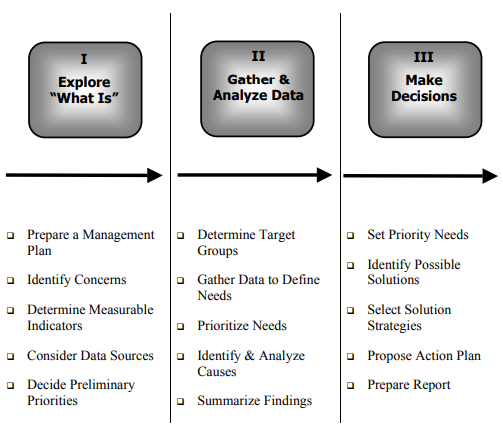 I
Explore
“What Is”
II
Gather &
Analyze Data
III
Make
Decisions
Prepare a Management
Plan
Identify Concerns
Determine Measurable
Indicators
Consider Data Sources
Decide Preliminary
Priorities
Determine Target
Groups
Gather Data to Define
Needs
Prioritize Needs
Identify & Analyze
Causes
Summarize Findings
Set Priority Needs
Identify Possible
Solutions
Select Solution
Strategies
Propose Action Plan
Prepare Report